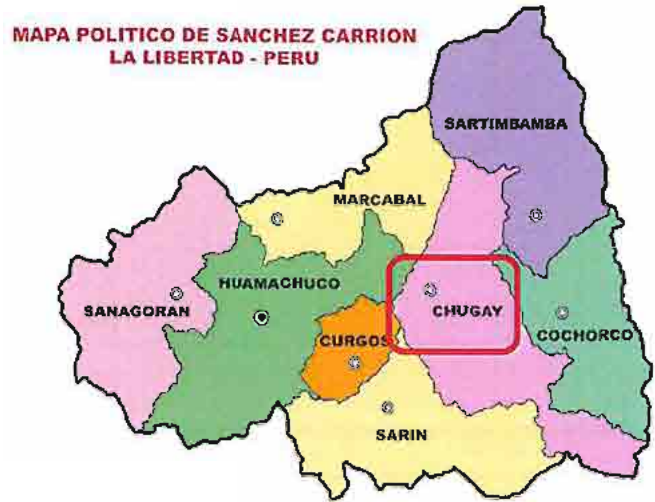 MAPA POLITICO DE SANCHEZ CARRION
LA LIBERTAD - PERU
SARTIMBAMBA
MARCABAL
HUAMACHUCO
SANAGORAN
CHUGAY
COCHORCO
CURGOS
SARIN